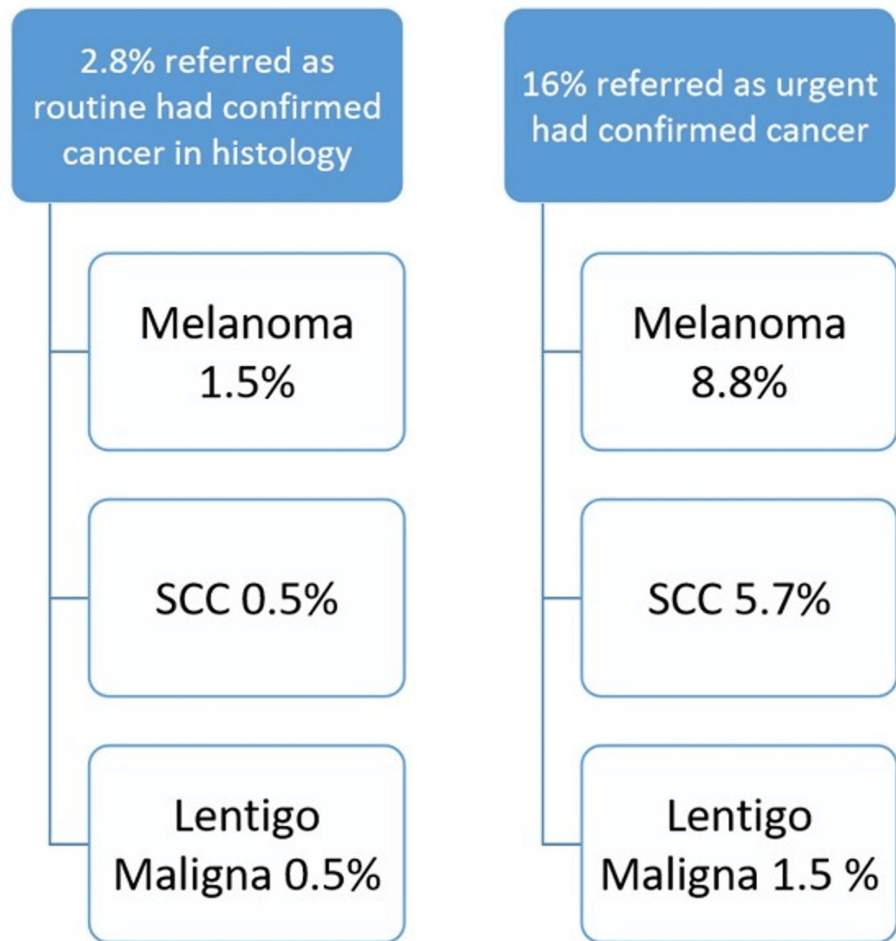 2.8% referred as
routine had confirmed
cancer in histology
Melanoma
1.5%
SCC 0.5%
Lentigo
Maligna 0.5%
16% referred as urgent
had confirmed cancer
Melanoma
8.8%
SCC 5.7%
Lentigo
Maligna 1.5 %